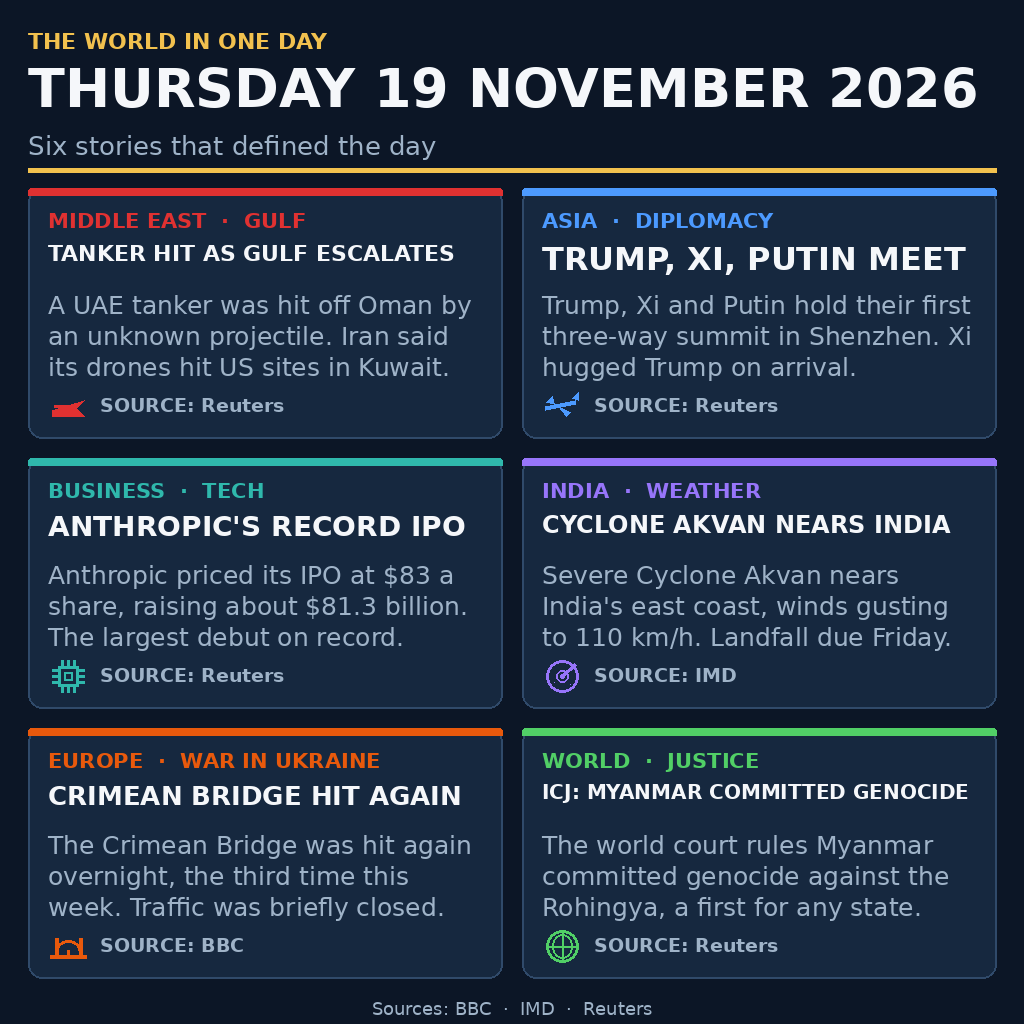 THE WORLD IN ONE DAY
THURSDAY 19 NOVEMBER 2026
Six stories that defined the day
MIDDLE EAST · GULF
TANKER HIT AS GULF ESCALATES
A UAE tanker was hit off Oman by
an unknown projectile. Iran said
its drones hit US sites in Kuwait.
SOURCE: Reuters
ASIA · DIPLOMACY
TRUMP, XI, PUTIN MEET
Trump, Xi and Putin hold their first
three-way summit in Shenzhen. Xi
hugged Trump on arrival.
SOURCE: Reuters
BUSINESS · TECH
ANTHROPIC'S RECORD IPO
Anthropic priced its IPO at $83 a
share, raising about $81.3 billion.
The largest debut on record.
SOURCE: Reuters
INDIA · WEATHER
CYCLONE AKVAN NEARS INDIA
Severe Cyclone Akvan nears
India's east coast, winds gusting
to 110 km/h. Landfall due Friday.
SOURCE: IMD
EUROPE · WAR IN UKRAINE
CRIMEAN BRIDGE HIT AGAIN
The Crimean Bridge was hit again
overnight, the third time this
week. Traffic was briefly closed.
SOURCE: BBC
WORLD · JUSTICE
ICJ: MYANMAR COMMITTED GENOCIDE
The world court rules Myanmar
committed genocide against the
Rohingya, a first for any state.
SOURCE: Reuters
Sources: BBC · IMD · Reuters